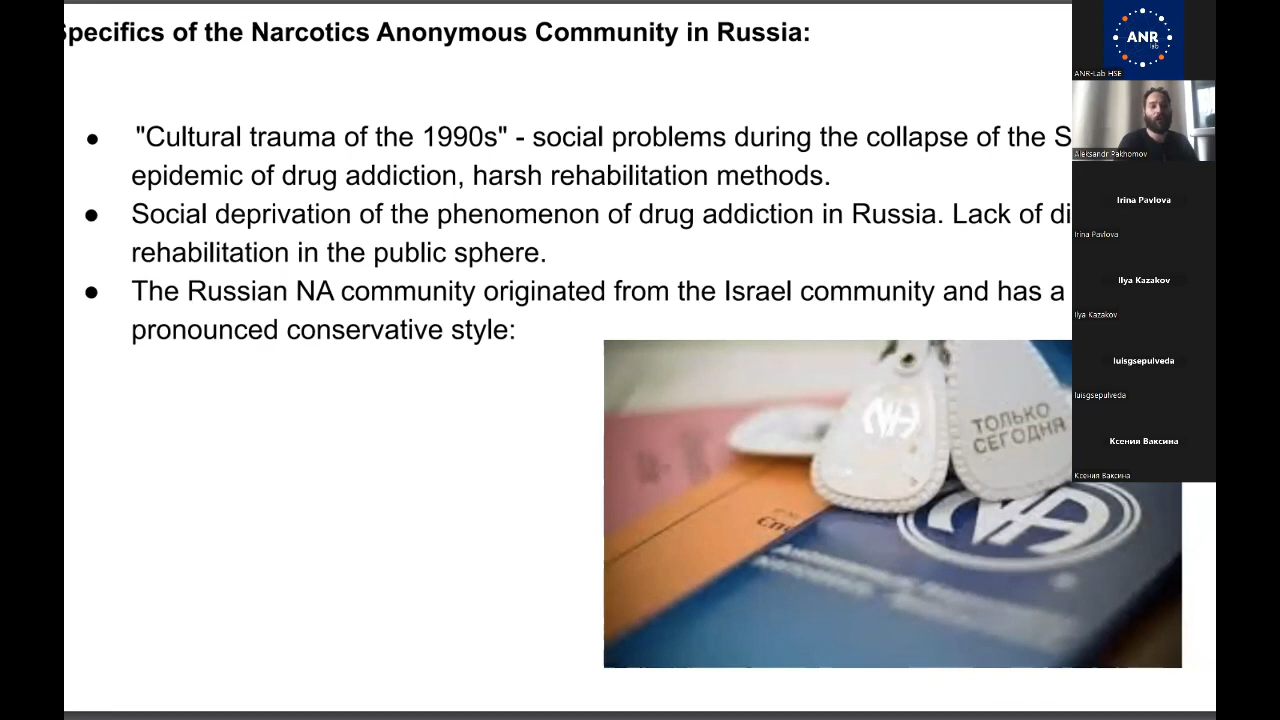 Specifics of the Narcotics Anonymous Community in Russia:
● "Cultural trauma of the 1990s" - social problems during the collapse of the S
epidemic of drug addiction, harsh rehabilitation methods.
● Social deprivation of the phenomenon of drug addiction in Russia. Lack of di
rehabilitation in the public sphere.
● The Russian NA community originated from the Israel community and has a
pronounced conservative style:
NA
ТОЛЬКО
СЕГОДНЯ
NA
ANR
lab
ANR-Lab HSE
Aleksandr Pakhomov
Irina Pavlova
Irina Pavlova
Ilya Kazakov
Ilya Kazakov
luisgsepulveda
luisgsepulveda
Ксения Ваксина
Ксения Ваксина